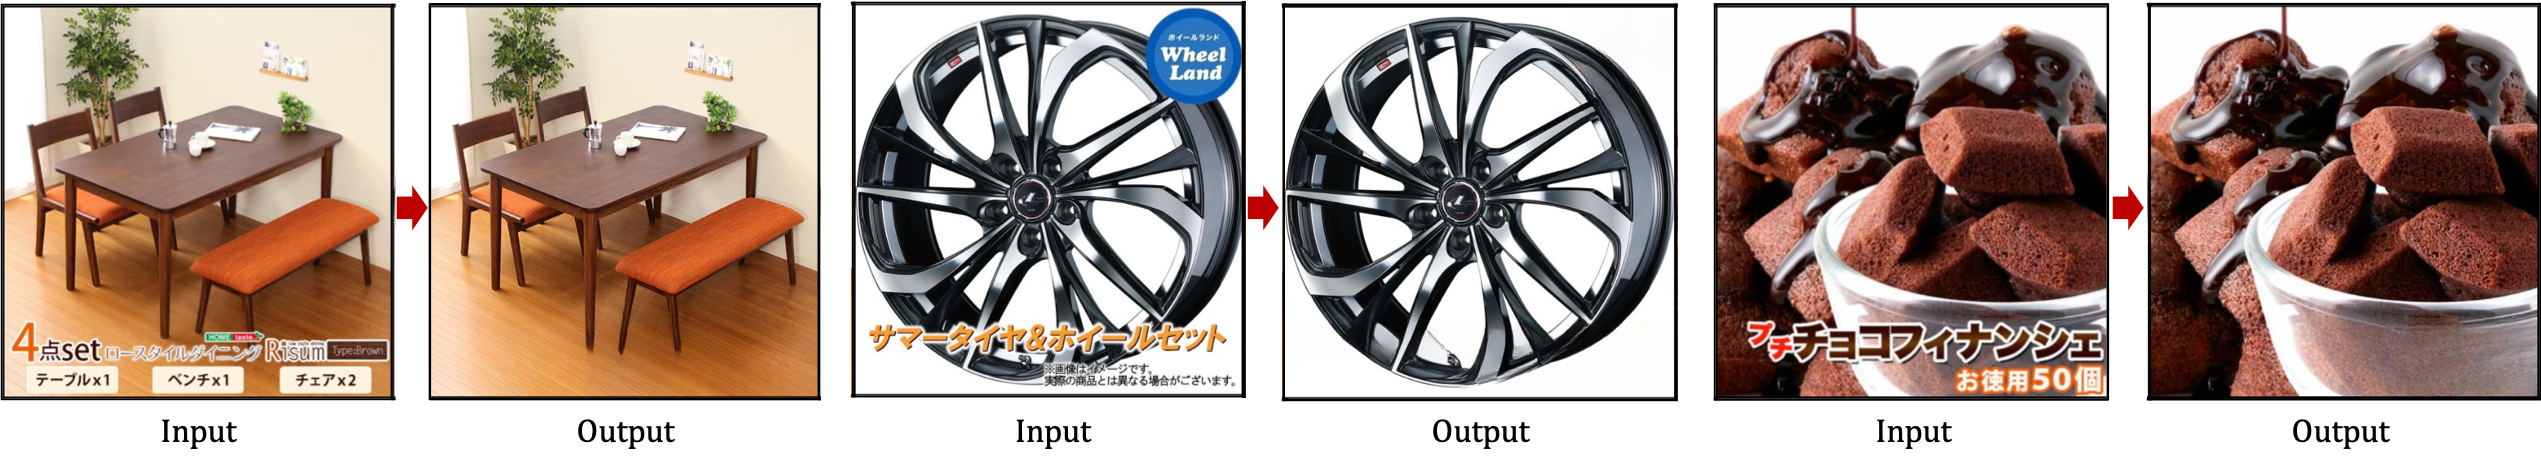 4点set ロースタイルダイニング Risum Type:Brown
HOME taste
テーブルx1
ベンチx1
チェアx2
ホイールランド
Wheel
Land
サマータイヤ&ホイールセット
※画像はイメージです。
実際の商品とは異なる場合がございます。
プチチョコフィナンシェ
お徳用50個
Input
Output
Input
Output
Input
Output